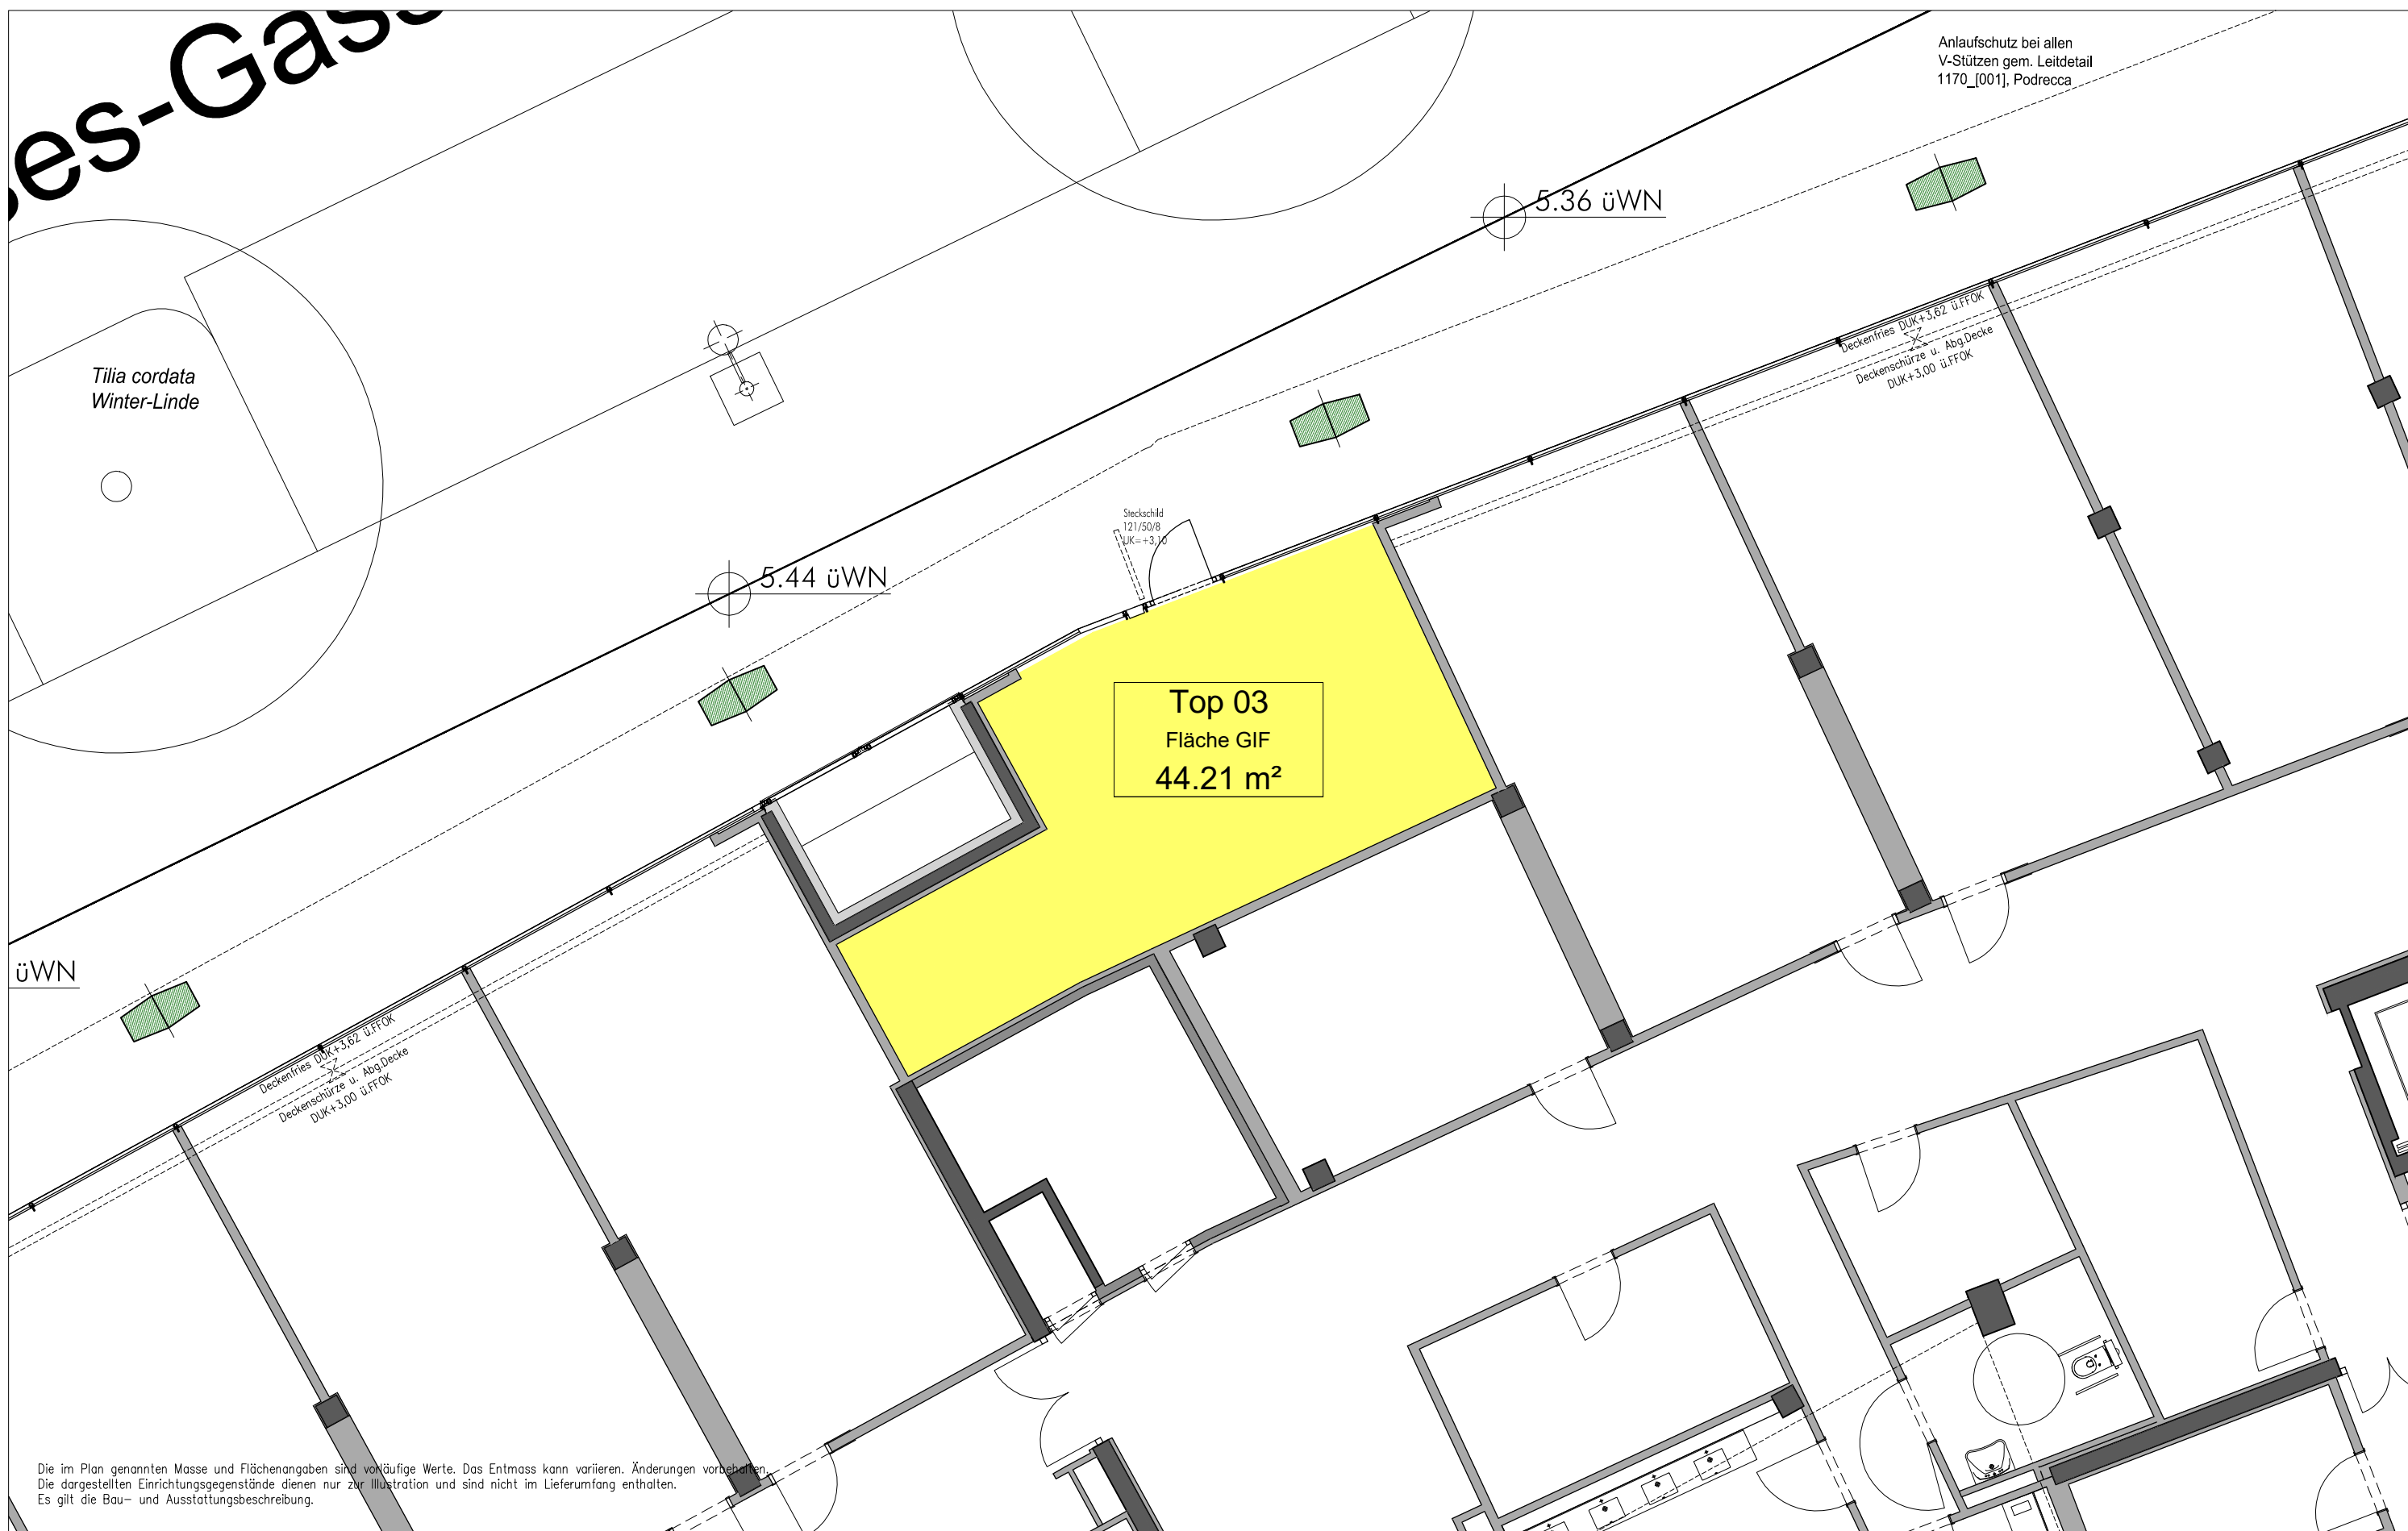 es-Gass
Anlaufschutz bei allen
V-Stützen gem. Leitdetail
1170_[001], Podrecca
5.36 üWN
Deckenfries DUK+3,62 ü.FFOK
Deckenschürze u. Abg.Decke
DUK+3,00 ü.FFOK
Tilia cordata
Winter-Linde
Steckschild
121/50/8
UK=+3,10
5.44 üWN
Top 03
Fläche GIF
44.21 m²
üWN
Deckenfries DUK+3,62 ü.FFOK
Deckenschürze u. Abg.Decke
DUK+3,00 ü.FFOK
Die im Plan genannten Masse und Flächenangaben sind vorläufige Werte. Das Entmass kann variieren. Änderungen vorbehalten.
Die dargestellten Einrichtungsgegenstände dienen nur zur Illustration und sind nicht im Lieferumfang enthalten.
Es gilt die Bau- und Ausstattungsbeschreibung.